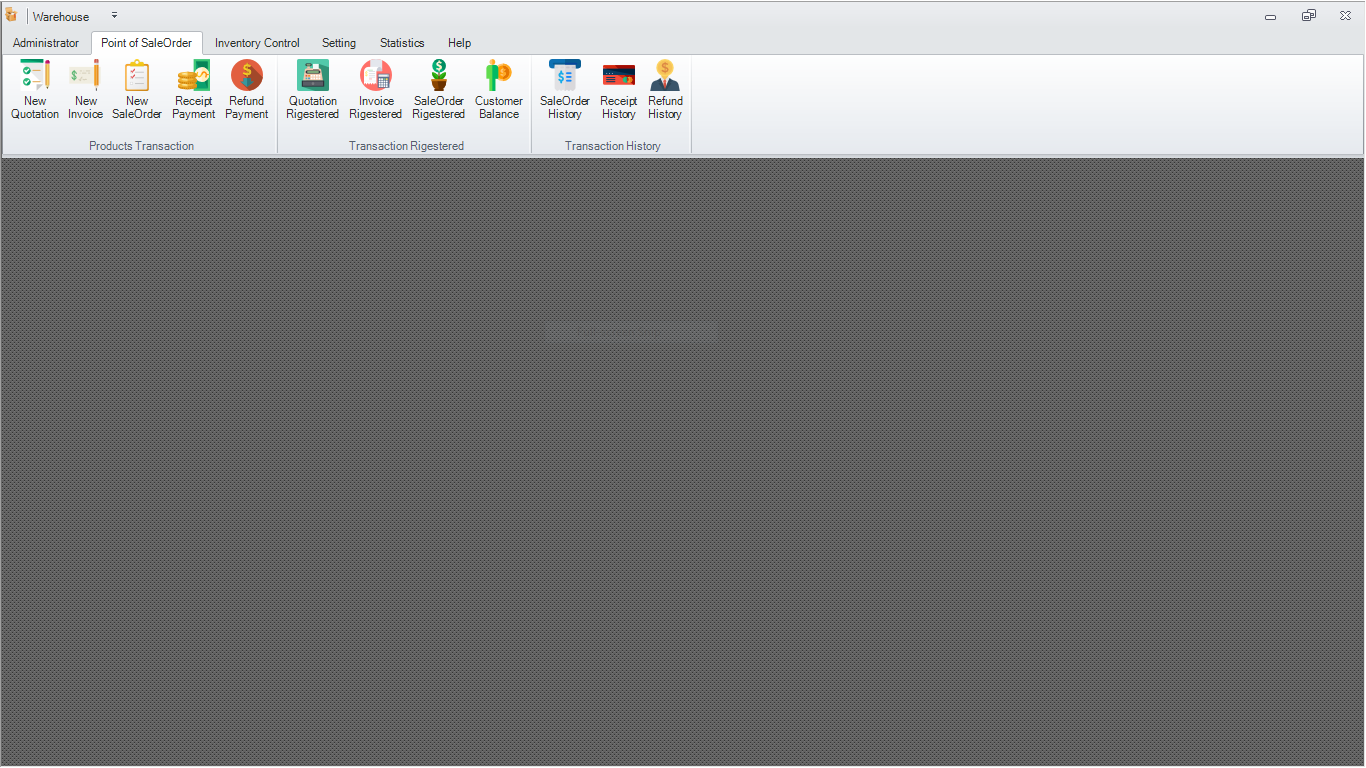 Warehouse
Administrator Point of SaleOrder Inventory Control Setting Statistics Help
New Quotation
New Invoice
New SaleOrder
Receipt Payment
Refund Payment
Quotation Rigestered
Invoice Rigestered
SaleOrder Rigestered
Customer Balance
SaleOrder History
Receipt History
Refund History
Products Transaction Transaction Rigestered Transaction History